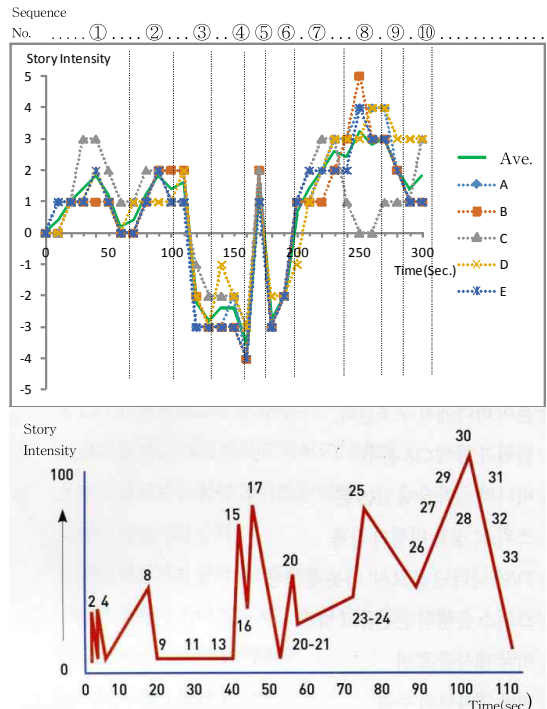 Sequence
No. ..... ① ... ② ... ③ .. ④ ⑤ ⑥ . ⑦ ... ⑧ .. ⑨ . ⑩ ............
Story Intensity
5
4
3
2
1
0
-1
-2
-3
-4
-5
0 50 100 150 200 250 300
Time(Sec.)
Ave.
A
B
C
D
E
Story
Intensity
100
0
2 4
8
9
11
13
15
16
17
20
20-21
23-24
25
26
27
28
29
30
31
32
33
0 10 20 30 40 50 60 70 80 90 100 110
Time(sec)